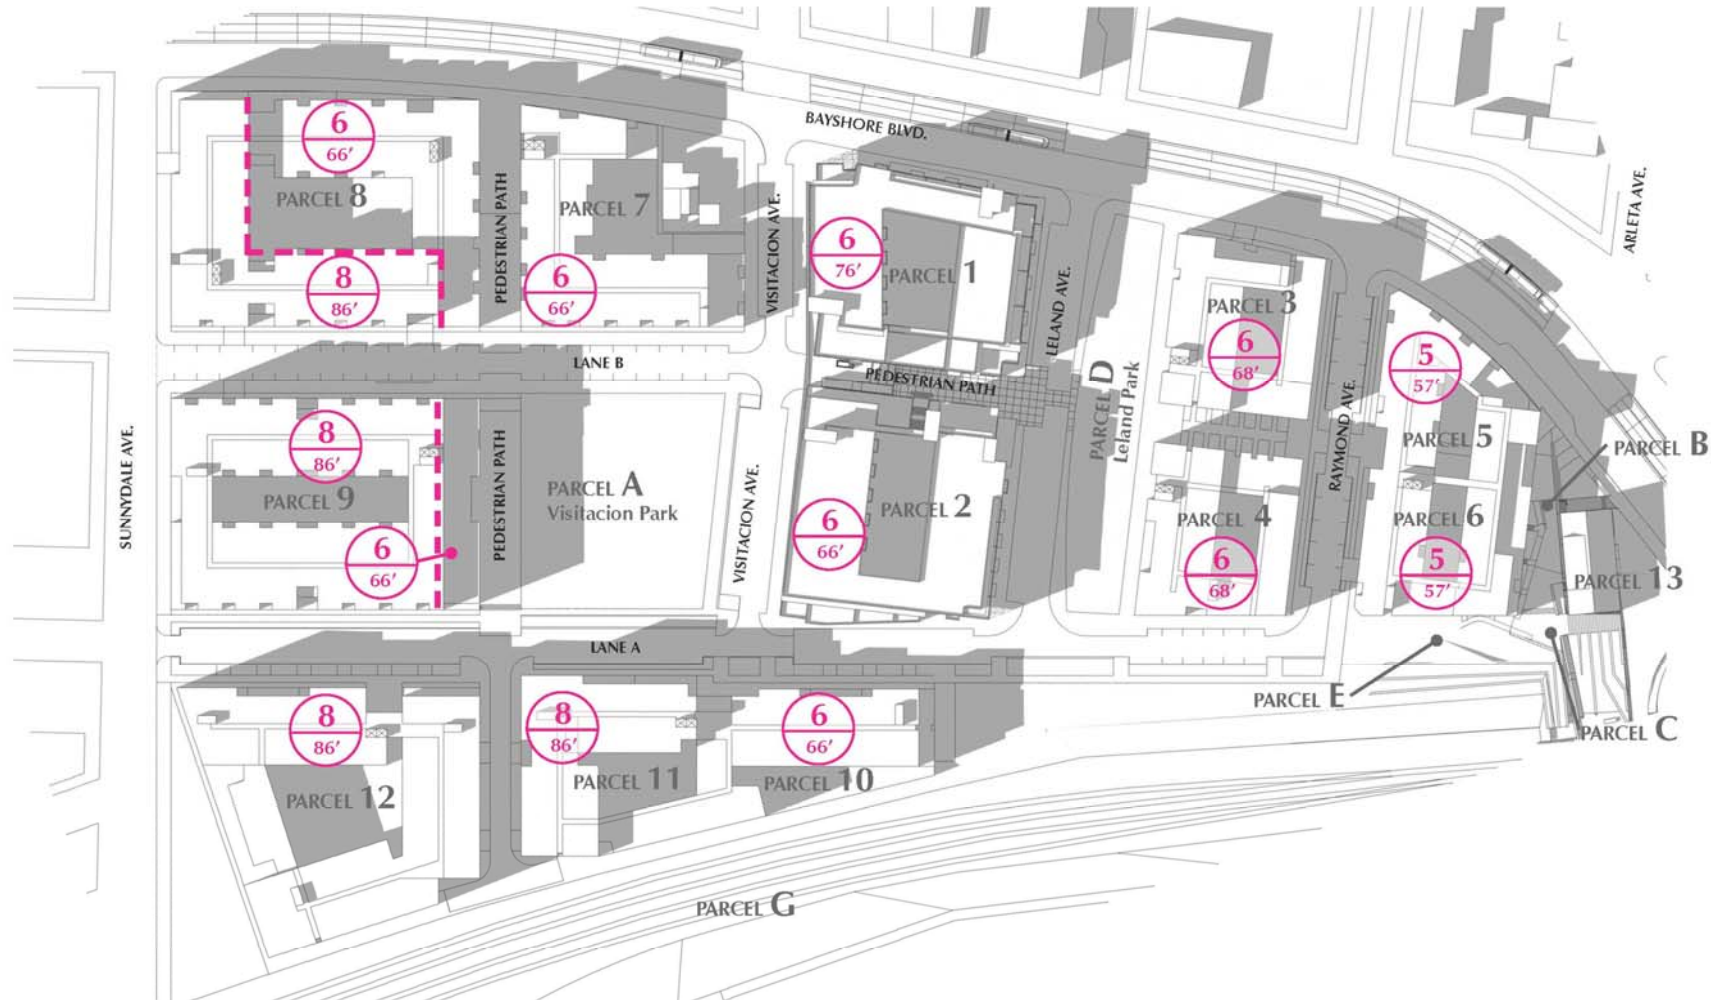 BAYSHORE BLVD.
6
66'
PARCEL 8
PEDESTRIAN PATH
PARCEL 7
VISITACION AVE.
6
76'
PARCEL 1
LELAND AVE.
ARLETA AVE.
8
86'
6
66'
PARCEL 3
6
68'
RAYMOND AVE.
5
57'
LANE B
PEDESTRIAN PATH
PARCEL D
Leland Park
PARCEL 5
PARCEL B
SUNNYDALE AVE.
8
86'
PARCEL 9
6
66'
PEDESTRIAN PATH
PARCEL A
Visitacion Park
VISITACION AVE.
6
66'
PARCEL 2
PARCEL 4
6
68'
PARCEL 6
5
57'
PARCEL 13
LANE A
PARCEL E
PARCEL C
8
86'
PARCEL 12
8
86'
PARCEL 11
6
66'
PARCEL 10
PARCEL G